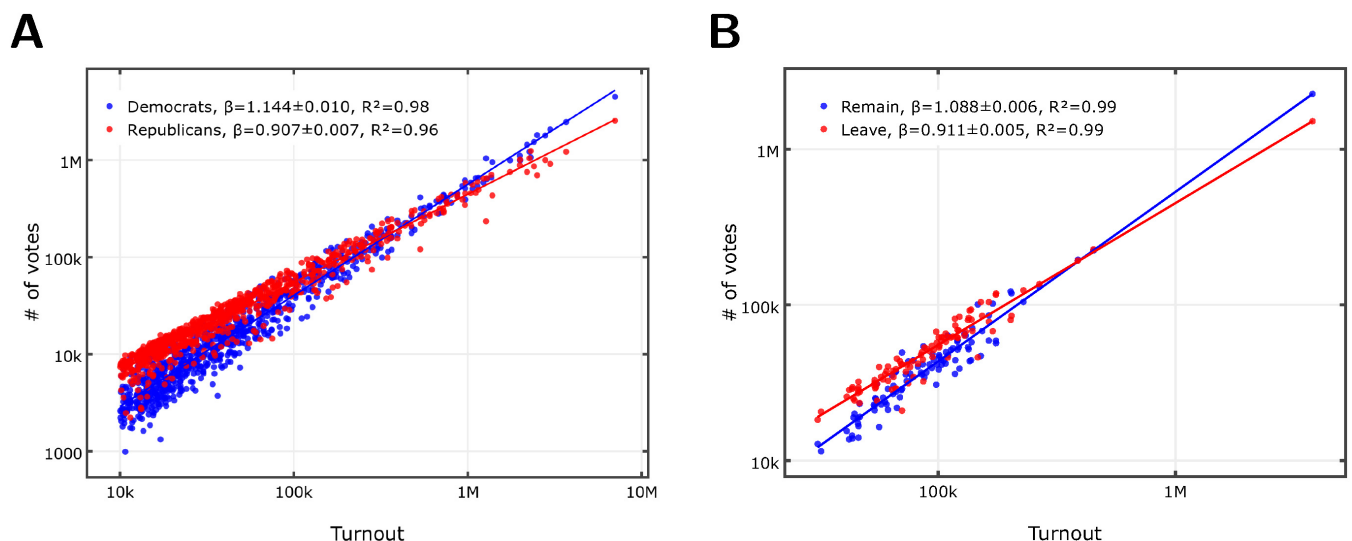 A
Democrats, β=1.144±0.010, R²=0.98
Republicans, β=0.907±0.007, R²=0.96
1M
100k
10k
1000
# of votes
10k
100k
1M
10M
Turnout
B
Remain, β=1.088±0.006, R²=0.99
Leave, β=0.911±0.005, R²=0.99
1M
100k
10k
# of votes
100k
1M
Turnout